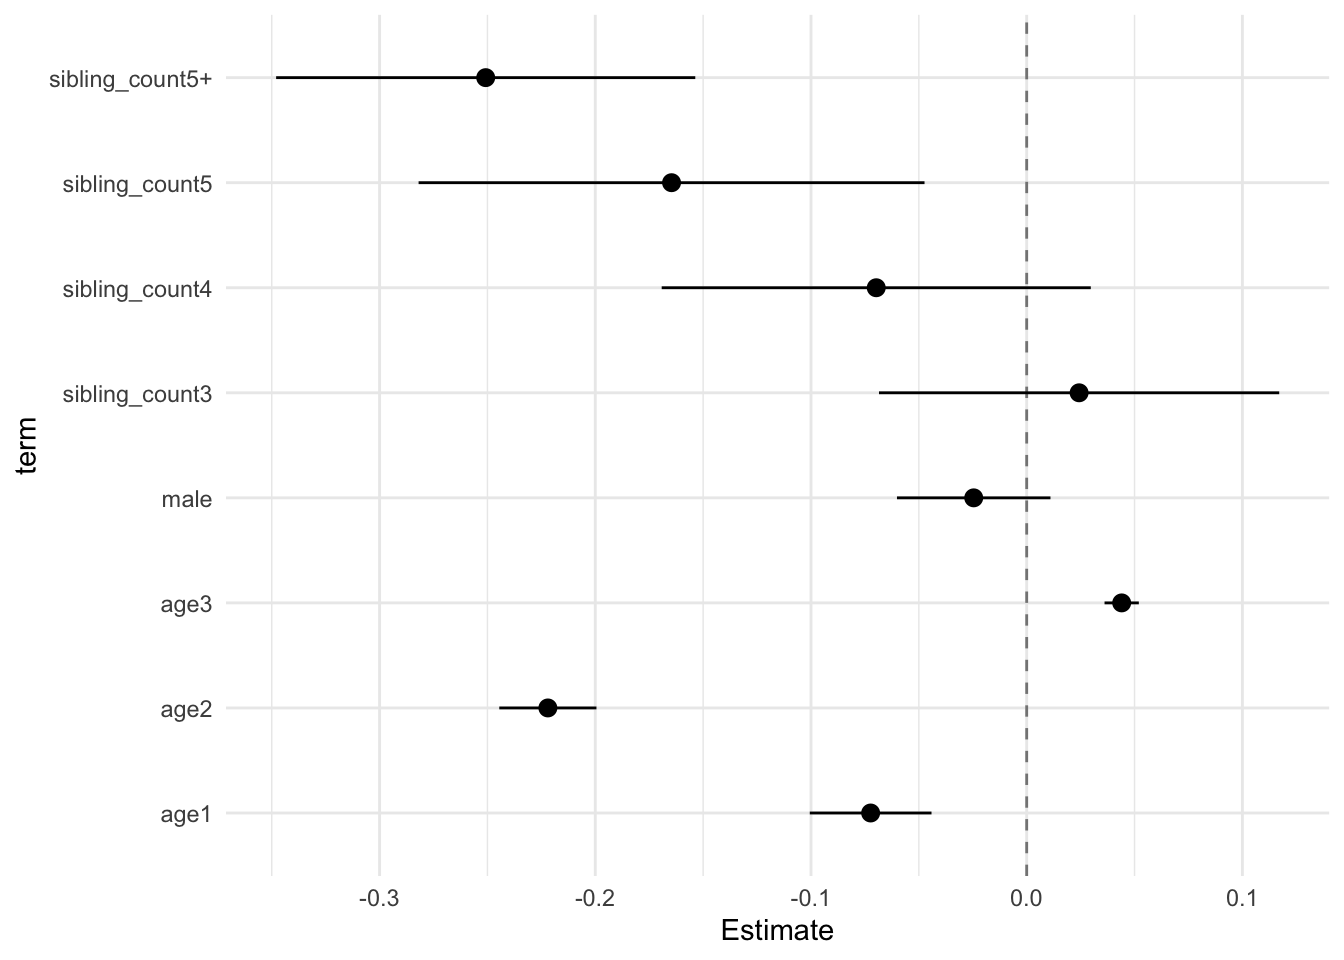 sibling_count5+
sibling_count5
sibling_count4
sibling_count3
male
age3
age2
age1
term
-0.3 -0.2 -0.1 0.0 0.1
Estimate